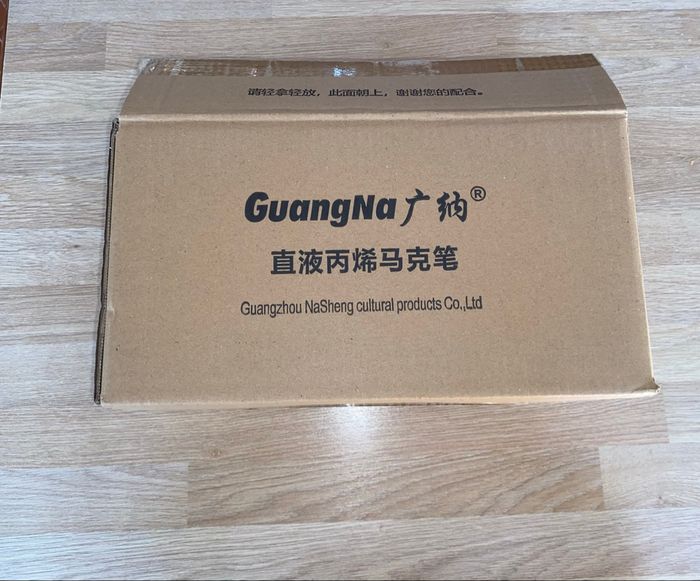 请轻拿轻放，此面朝上，谢谢您的配合。
GuangNa广纳®
直液丙烯马克笔
Guangzhou NaSheng cultural products Co.,Ltd